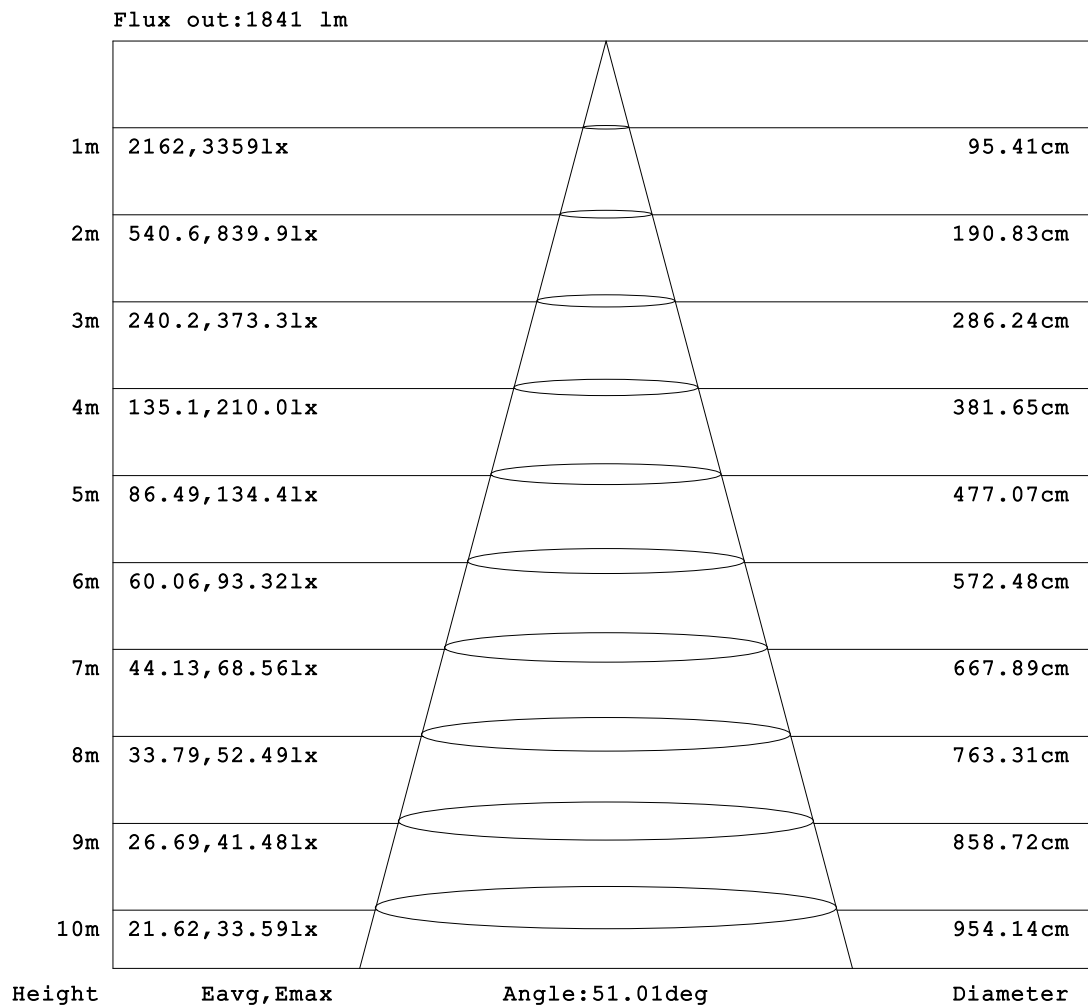 Flux out:1841 lm
1m 2162,3359lx 95.41cm
2m 540.6,839.9lx 190.83cm
3m 240.2,373.3lx 286.24cm
4m 135.1,210.0lx 381.65cm
5m 86.49,134.4lx 477.07cm
6m 60.06,93.32lx 572.48cm
7m 44.13,68.56lx 667.89cm
8m 33.79,52.49lx 763.31cm
9m 26.69,41.48lx 858.72cm
10m 21.62,33.59lx 954.14cm
Height Eavg,Emax Angle:51.01deg Diameter